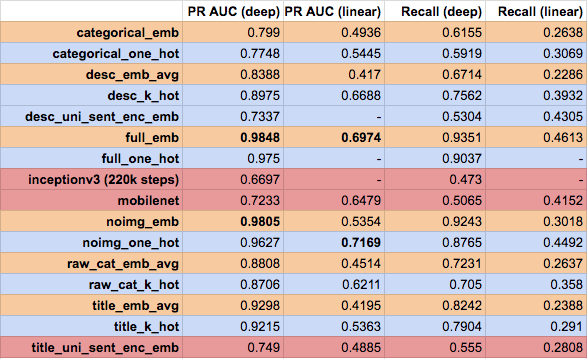 PR AUC (deep) PR AUC (linear) Recall (deep) Recall (linear)
categorical_emb 0.799 0.4936 0.6155 0.2638
categorical_one_hot 0.7748 0.5445 0.5919 0.3069
desc_emb_avg 0.8388 0.417 0.6714 0.2286
desc_k_hot 0.8975 0.6688 0.7562 0.3932
desc_uni_sent_enc_emb 0.7337 - 0.5304 0.4305
full_emb 0.9848 0.6974 0.9351 0.4613
full_one_hot 0.975 - 0.9037 -
inceptionv3 (220k steps) 0.6697 - 0.473 -
mobilenet 0.7233 0.6479 0.5065 0.4152
noimg_emb 0.9805 0.5354 0.9243 0.3018
noimg_one_hot 0.9627 0.7169 0.8765 0.4492
raw_cat_emb_avg 0.8808 0.4514 0.7231 0.2637
raw_cat_k_hot 0.8706 0.6211 0.705 0.358
title_emb_avg 0.9298 0.4195 0.8242 0.2388
title_k_hot 0.9215 0.5363 0.7904 0.291
title_uni_sent_enc_emb 0.749 0.4885 0.555 0.2808